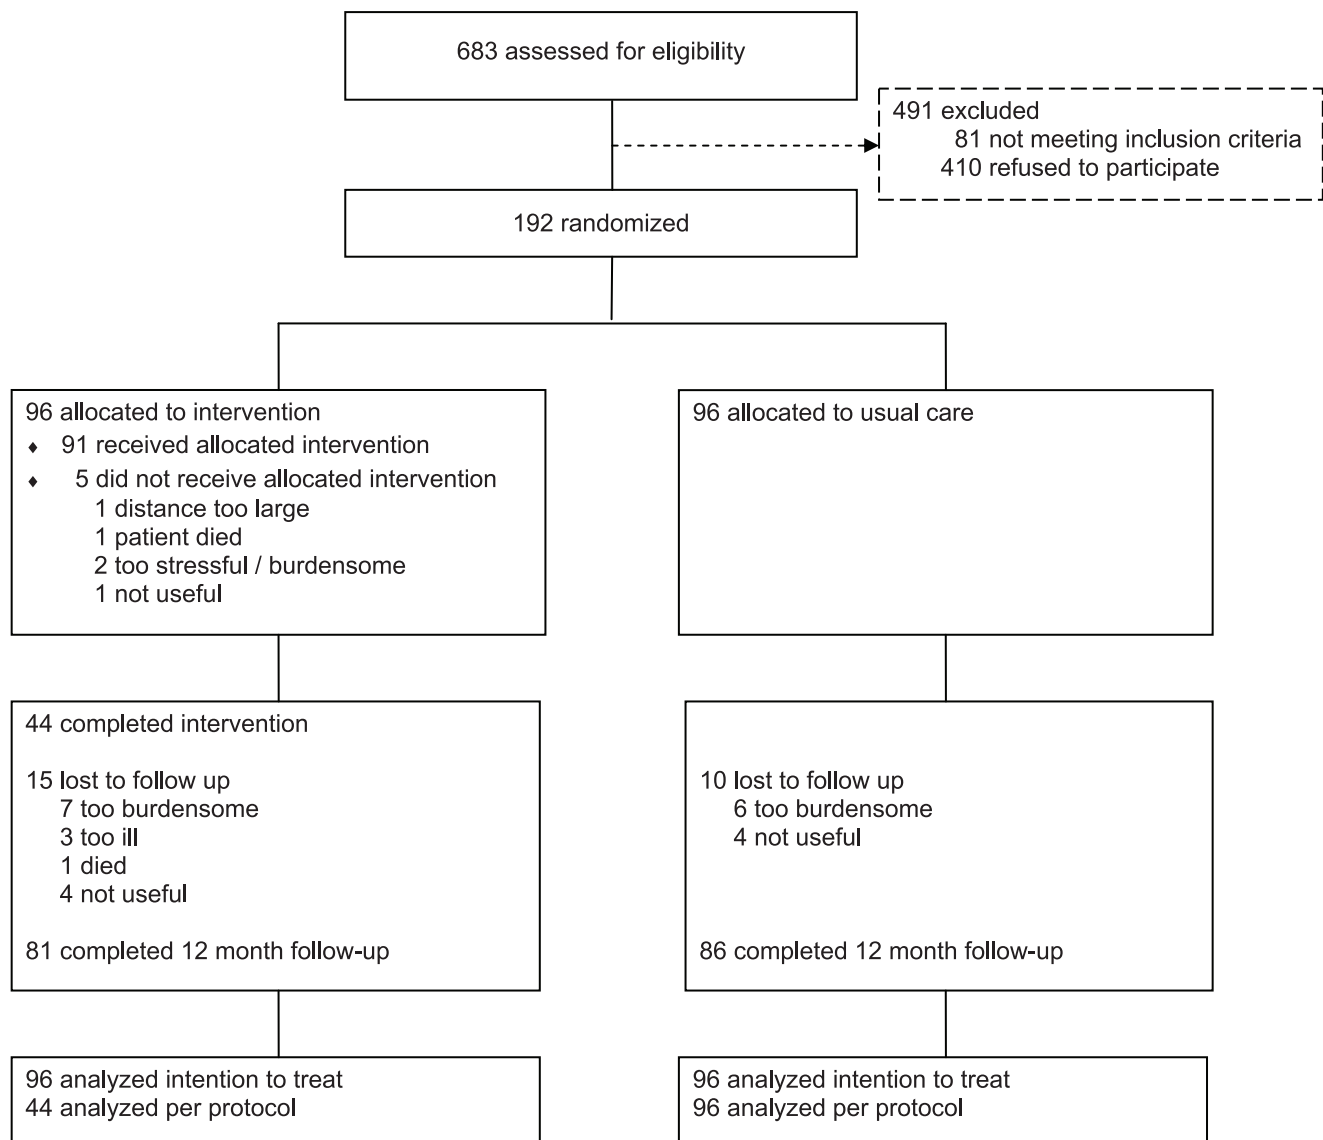 683 assessed for eligibility
491 excluded
81 not meeting inclusion criteria
410 refused to participate
192 randomized
96 allocated to intervention
♦ 91 received allocated intervention
♦ 5 did not receive allocated intervention
1 distance too large
1 patient died
2 too stressful / burdensome
1 not useful
96 allocated to usual care
44 completed intervention
15 lost to follow up
7 too burdensome
3 too ill
1 died
4 not useful
81 completed 12 month follow-up
10 lost to follow up
6 too burdensome
4 not useful
86 completed 12 month follow-up
96 analyzed intention to treat
44 analyzed per protocol
96 analyzed intention to treat
96 analyzed per protocol